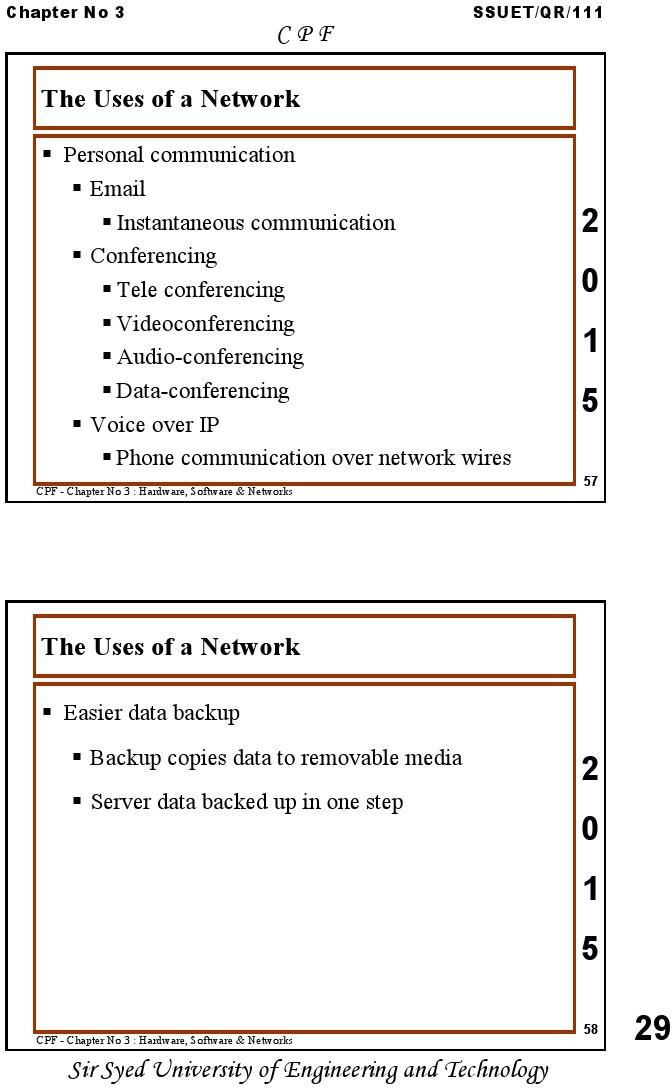 Chapter No 3 SSUET/QR/111
C P F
The Uses of a Network
▪ Personal communication
▪ Email
▪ Instantaneous communication
▪ Conferencing
▪ Tele conferencing
▪ Videoconferencing
▪ Audio-conferencing
▪ Data-conferencing
▪ Voice over IP
▪ Phone communication over network wires
2
0
1
5
57
CPF - Chapter No 3 : Hardware, Software & Networks
The Uses of a Network
▪ Easier data backup
▪ Backup copies data to removable media
▪ Server data backed up in one step
2
0
1
5
58
CPF - Chapter No 3 : Hardware, Software & Networks
29
Sir Syed University of Engineering and Technology